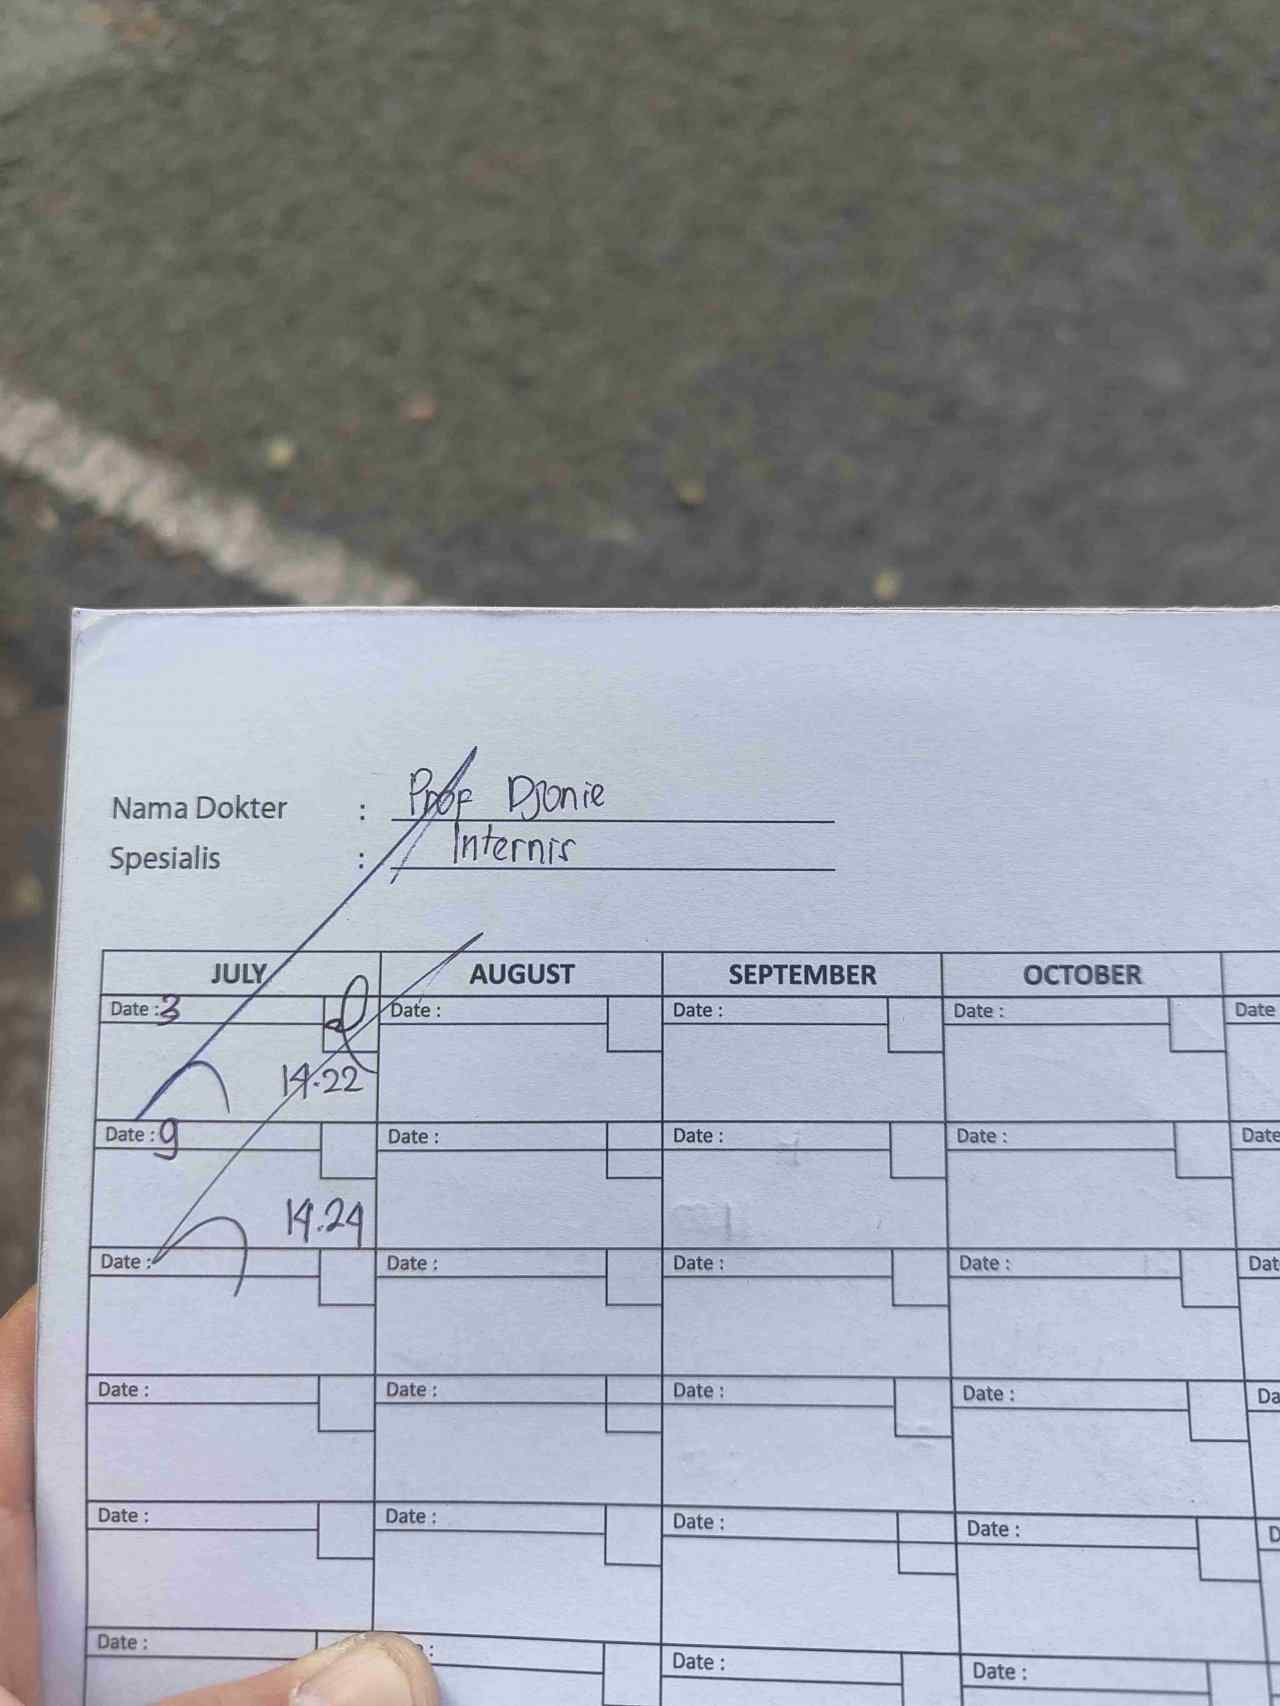 Nama Dokter : Prof Djonie
Spesialis : Internis
JULY AUGUST SEPTEMBER OCTOBER
Date : 3 Date : Date : Date : Date
14.22
Date : 9 Date : Date : Date : Date
14.24
Date : Date : Date : Date : Dat
Date : Date : Date : Date : Da
Date : Date : Date : Date : D
Date : : Date : Date :